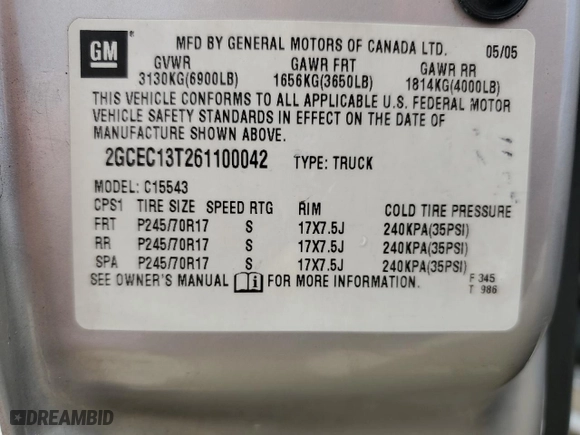 GM
MFD BY GENERAL MOTORS OF CANADA LTD. 05/05
GVWR GAWR FRT GAWR RR
3130KG(6900LB) 1656KG(3650LB) 1814KG(4000LB)
THIS VEHICLE CONFORMS TO ALL APPLICABLE U.S. FEDERAL MOTOR
VEHICLE SAFETY STANDARDS IN EFFECT ON THE DATE OF
MANUFACTURE SHOWN ABOVE.
2GCEC13T261100042 TYPE: TRUCK
MODEL: C15543
CPS1 TIRE SIZE SPEED RTG RIM COLD TIRE PRESSURE
FRT P245/70R17 S 17X7.5J 240KPA(35PSI)
RR P245/70R17 S 17X7.5J 240KPA(35PSI)
SPA P245/70R17 S 17X7.5J 240KPA(35PSI)
SEE OWNER'S MANUAL i FOR MORE INFORMATION. F 345
T 986
DREAMBID